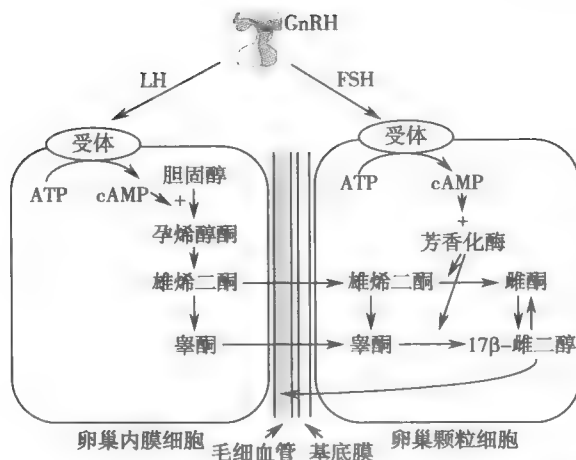 GnRH
LH
FSH
受体
ATP
cAMP
+
胆固醇
孕烯醇酮
雄烯二酮
睾酮
受体
ATP
cAMP
+
芳香化酶
雄烯二酮
雌酮
睾酮
17β-雌二醇
卵巢内膜细胞
毛细血管
基底膜
卵巢颗粒细胞